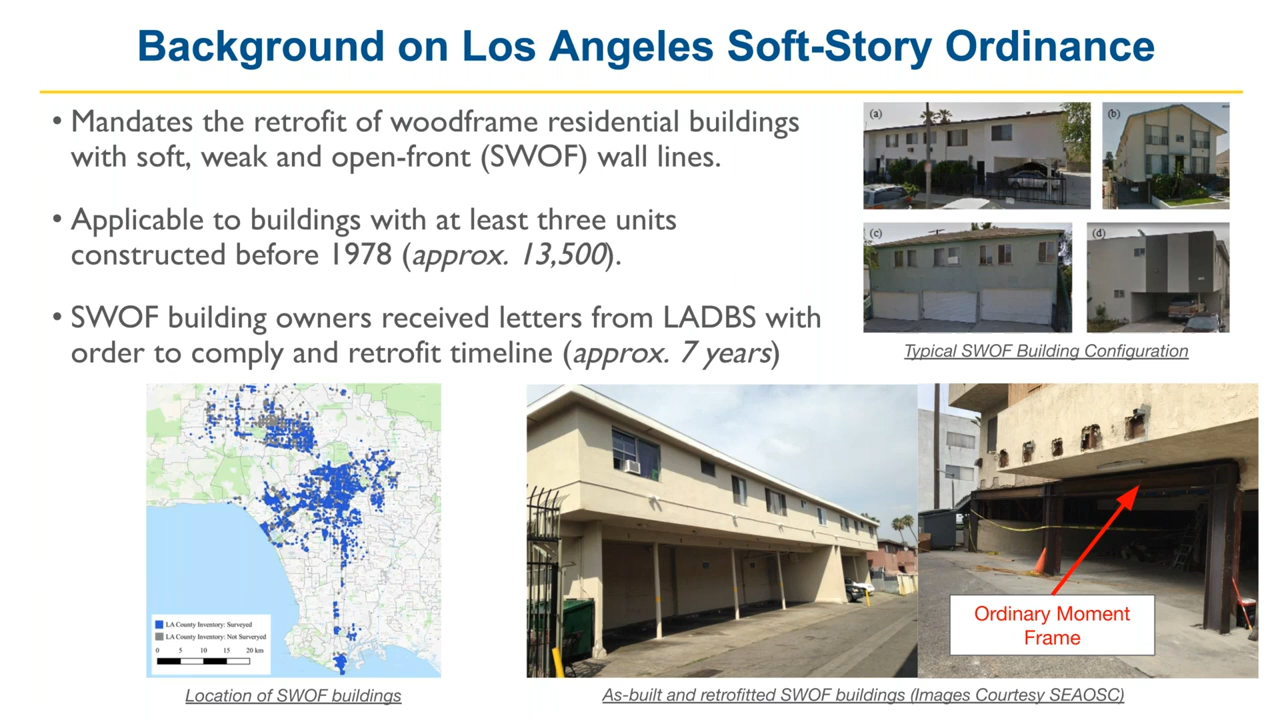 Background on Los Angeles Soft-Story Ordinance
• Mandates the retrofit of woodframe residential buildings
with soft, weak and open-front (SWOF) wall lines.
• Applicable to buildings with at least three units
constructed before 1978 (approx. 13,500).
• SWOF building owners received letters from LADBS with
order to comply and retrofit timeline (approx. 7 years)
(a)
(b)
(c)
(d)
Typical SWOF Building Configuration
LA County Inventory: Surveyed
LA County Inventory: Not Surveryed
0 5 10 15 20 km
Location of SWOF buildings
Ordinary Moment
Frame
As-built and retrofitted SWOF buildings (Images Courtesy SEAOSC)